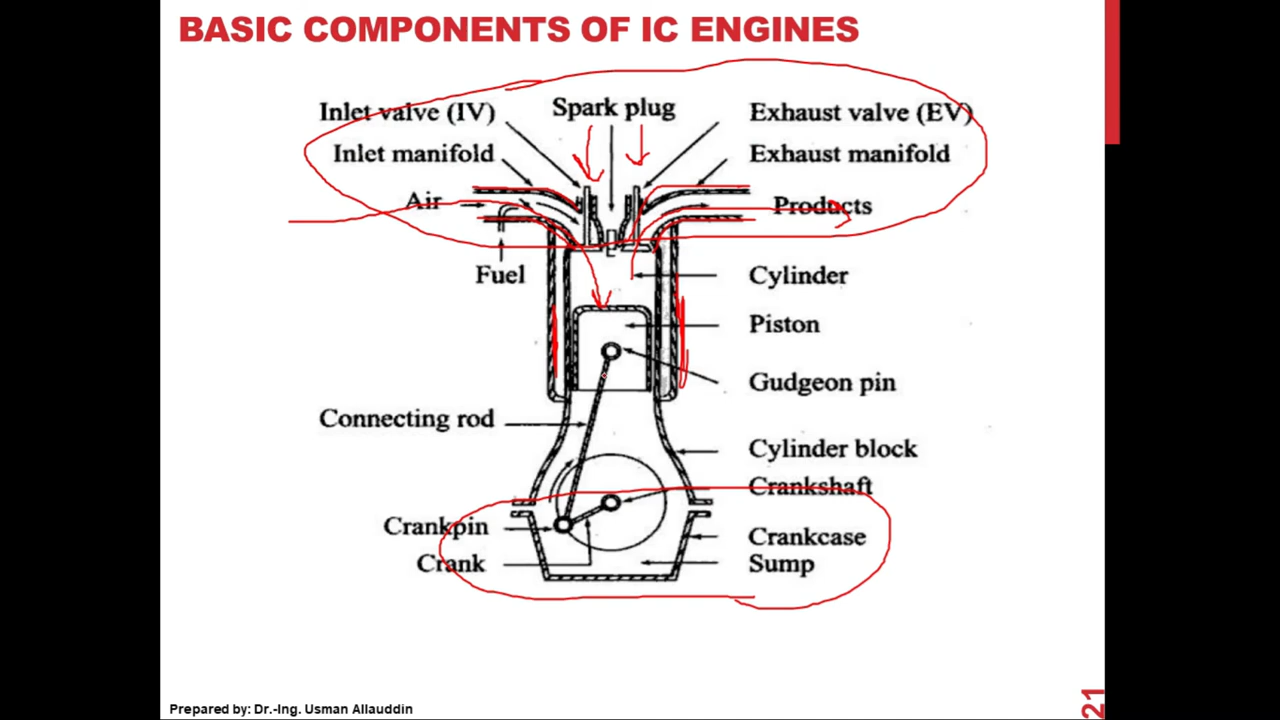 BASIC COMPONENTS OF IC ENGINES
Inlet valve (IV)
Spark plug
Exhaust valve (EV)
Inlet manifold
Exhaust manifold
Air
Products
Fuel
Cylinder
Piston
Gudgeon pin
Connecting rod
Cylinder block
Crankshaft
Crankpin
Crankcase
Crank
Sump
Prepared by: Dr.-Ing. Usman Allauddin
21